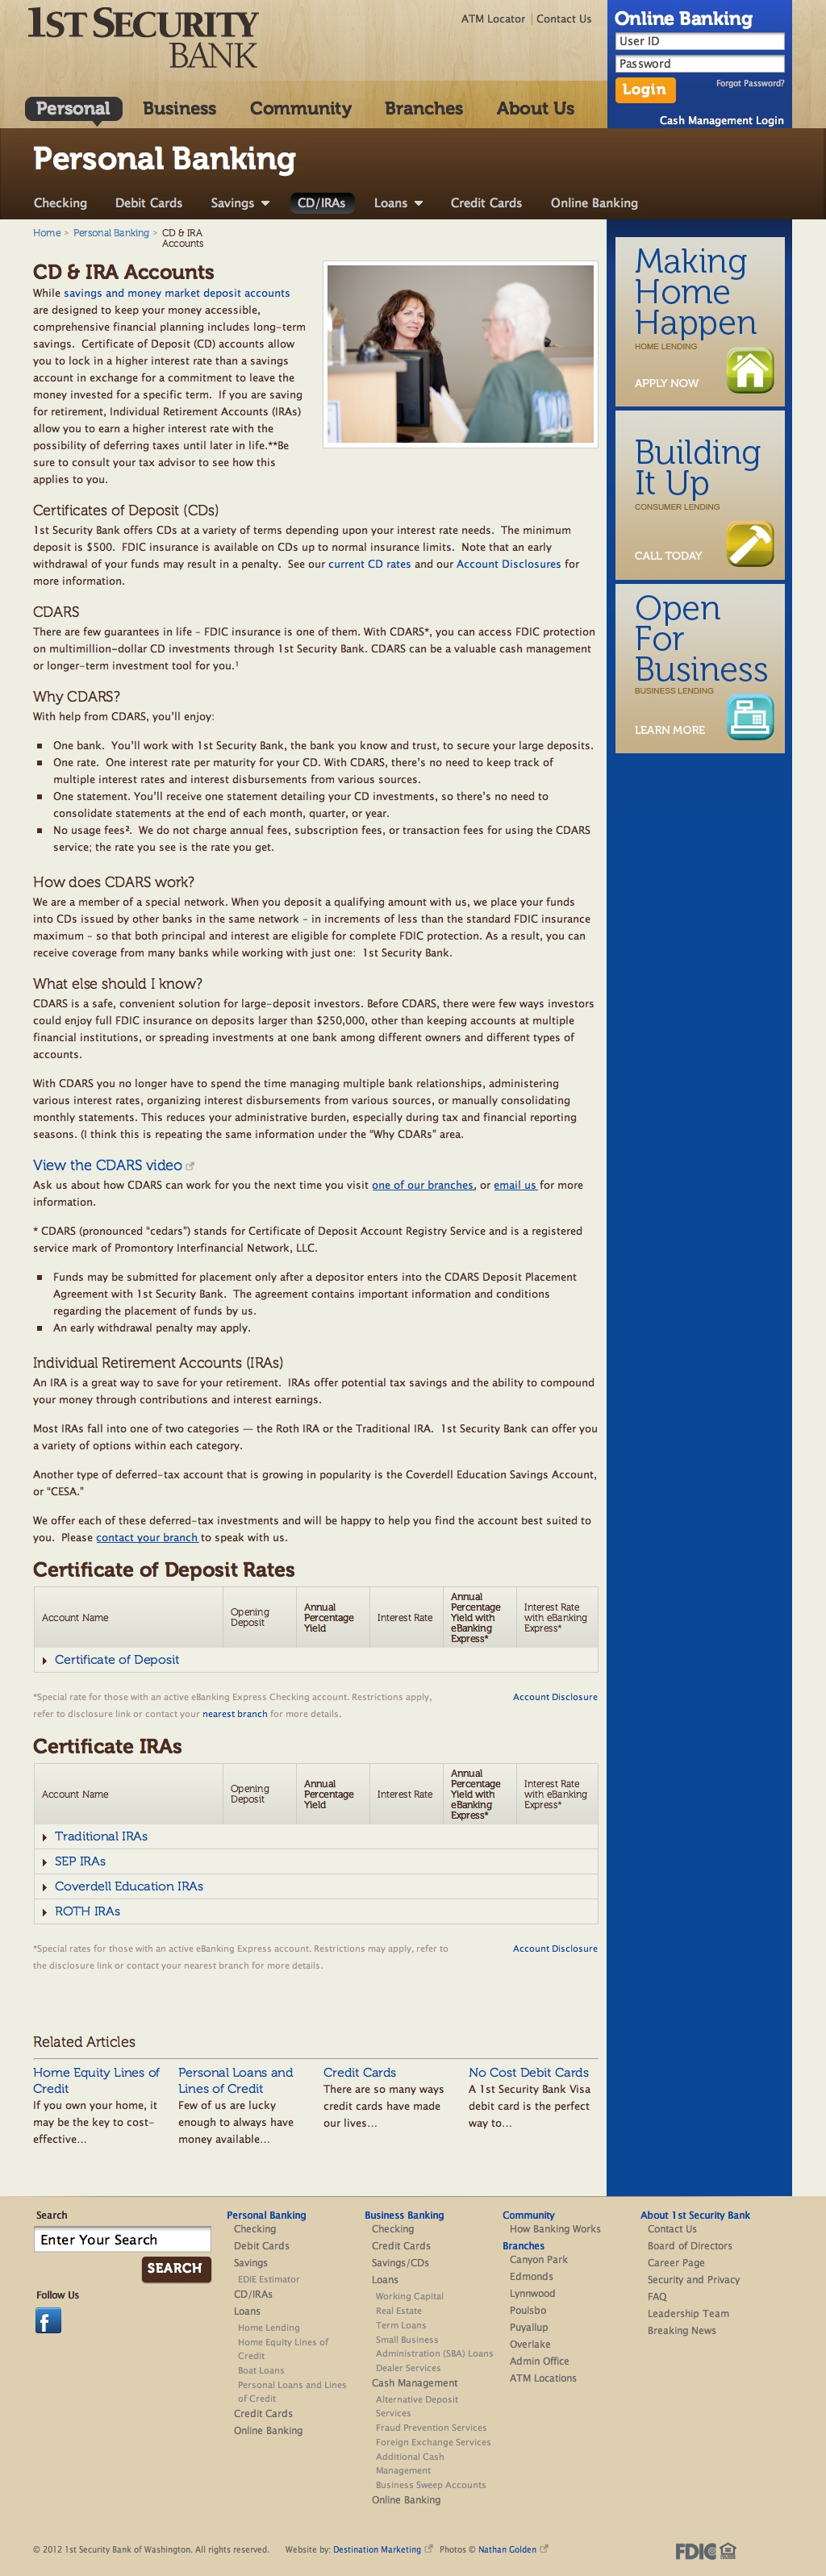 1ST SECURITY
BANK
ATM Locator | Contact Us
Online Banking
User ID
Password
Login
Forgot Password?
Cash Management Login
Personal
Business
Community
Branches
About Us
Personal Banking
Checking
Debit Cards
Savings
CD/IRAs
Loans
Credit Cards
Online Banking
Home > Personal Banking > CD & IRA
Accounts
CD & IRA Accounts
While savings and money market deposit accounts
are designed to keep your money accessible,
comprehensive financial planning includes long-term
savings. Certificate of Deposit (CD) accounts allow
you to lock in a higher interest rate than a savings
account in exchange for a commitment to leave the
money invested for a specific term. If you are saving
for retirement, Individual Retirement Accounts (IRAs)
allow you to earn a higher interest rate with the
possibility of deferring taxes until later in life.**Be
sure to consult your tax advisor to see how this
applies to you.
Certificates of Deposit (CDs)
1st Security Bank offers CDs at a variety of terms depending upon your interest rate needs. The minimum
deposit is $500. FDIC insurance is available on CDs up to normal insurance limits. Note that an early
withdrawal of your funds may result in a penalty. See our current CD rates and our Account Disclosures for
more information.
CDARS
There are few guarantees in life – FDIC insurance is one of them. With CDARS*, you can access FDIC protection
on multimillion-dollar CD investments through 1st Security Bank. CDARS can be a valuable cash management
or longer-term investment tool for you.¹
Why CDARS?
With help from CDARS, you'll enjoy:
One bank. You'll work with 1st Security Bank, the bank you know and trust, to secure your large deposits.
One rate. One interest rate per maturity for your CD. With CDARS, there's no need to keep track of
multiple interest rates and interest disbursements from various sources.
One statement. You'll receive one statement detailing your CD investments, so there's no need to
consolidate statements at the end of each month, quarter, or year.
No usage fees². We do not charge annual fees, subscription fees, or transaction fees for using the CDARS
service; the rate you see is the rate you get.
How does CDARS work?
We are a member of a special network. When you deposit a qualifying amount with us, we place your funds
into CDs issued by other banks in the same network – in increments of less than the standard FDIC insurance
maximum – so that both principal and interest are eligible for complete FDIC protection. As a result, you can
receive coverage from many banks while working with just one: 1st Security Bank.
What else should I know?
CDARS is a safe, convenient solution for large-deposit investors. Before CDARS, there were few ways investors
could enjoy full FDIC insurance on deposits larger than $250,000, other than keeping accounts at multiple
financial institutions, or spreading investments at one bank among different owners and different types of
accounts.
With CDARS you no longer have to spend the time managing multiple bank relationships, administering
various interest rates, organizing interest disbursements from various sources, or manually consolidating
monthly statements. This reduces your administrative burden, especially during tax and financial reporting
seasons. (I think this is repeating the same information under the "Why CDARs" area.
View the CDARS video
Ask us about how CDARS can work for you the next time you visit one of our branches, or email us for more
information.
* CDARS (pronounced "cedars") stands for Certificate of Deposit Account Registry Service and is a registered
service mark of Promontory Interfinancial Network, LLC.
Funds may be submitted for placement only after a depositor enters into the CDARS Deposit Placement
Agreement with 1st Security Bank. The agreement contains important information and conditions
regarding the placement of funds by us.
An early withdrawal penalty may apply.
Individual Retirement Accounts (IRAs)
An IRA is a great way to save for your retirement. IRAs offer potential tax savings and the ability to compound
your money through contributions and interest earnings.
Most IRAs fall into one of two categories — the Roth IRA or the Traditional IRA. 1st Security Bank can offer you
a variety of options within each category.
Another type of deferred-tax account that is growing in popularity is the Coverdell Education Savings Account,
or "CESA."
We offer each of these deferred-tax investments and will be happy to help you find the account best suited to
you. Please contact your branch to speak with us.
Certificate of Deposit Rates
Account Name
Opening
Deposit
Annual
Percentage
Yield
Interest Rate
Annual
Percentage
Yield with
eBanking
Express*
Interest Rate
with eBanking
Express*
Certificate of Deposit
*Special rate for those with an active eBanking Express Checking account. Restrictions apply,
refer to disclosure link or contact your nearest branch for more details.
Account Disclosure
Certificate IRAs
Account Name
Opening
Deposit
Annual
Percentage
Yield
Interest Rate
Annual
Percentage
Yield with
eBanking
Express*
Interest Rate
with eBanking
Express*
Traditional IRAs
SEP IRAs
Coverdell Education IRAs
ROTH IRAs
*Special rates for those with an active eBanking Express account. Restrictions may apply, refer to
the disclosure link or contact your nearest branch for more details.
Account Disclosure
Making
Home
Happen
HOME LENDING
APPLY NOW
Building
It Up
CONSUMER LENDING
CALL TODAY
Open
For
Business
BUSINESS LENDING
LEARN MORE
Related Articles
Home Equity Lines of
Credit
If you own your home, it
may be the key to cost-
effective...
Personal Loans and
Lines of Credit
Few of us are lucky
enough to always have
money available...
Credit Cards
There are so many ways
credit cards have made
our lives...
No Cost Debit Cards
A 1st Security Bank Visa
debit card is the perfect
way to...
Search
Enter Your Search
SEARCH
Follow Us
f
Personal Banking
Checking
Debit Cards
Savings
EDIE Estimator
CD/IRAs
Loans
Home Lending
Home Equity Lines of
Credit
Boat Loans
Personal Loans and Lines
of Credit
Credit Cards
Online Banking
Business Banking
Checking
Credit Cards
Savings/CDs
Loans
Working Capital
Real Estate
Term Loans
Small Business
Administration (SBA) Loans
Dealer Services
Cash Management
Alternative Deposit
Services
Fraud Prevention Services
Foreign Exchange Services
Additional Cash
Management
Business Sweep Accounts
Online Banking
Community
How Banking Works
Branches
Canyon Park
Edmonds
Lynnwood
Poulsbo
Puyallup
Overlake
Admin Office
ATM Locations
About 1st Security Bank
Contact Us
Board of Directors
Career Page
Security and Privacy
FAQ
Leadership Team
Breaking News
© 2012 1st Security Bank of Washington. All rights reserved.
Website by: Destination Marketing
Photos © Nathan Golden
FDIC